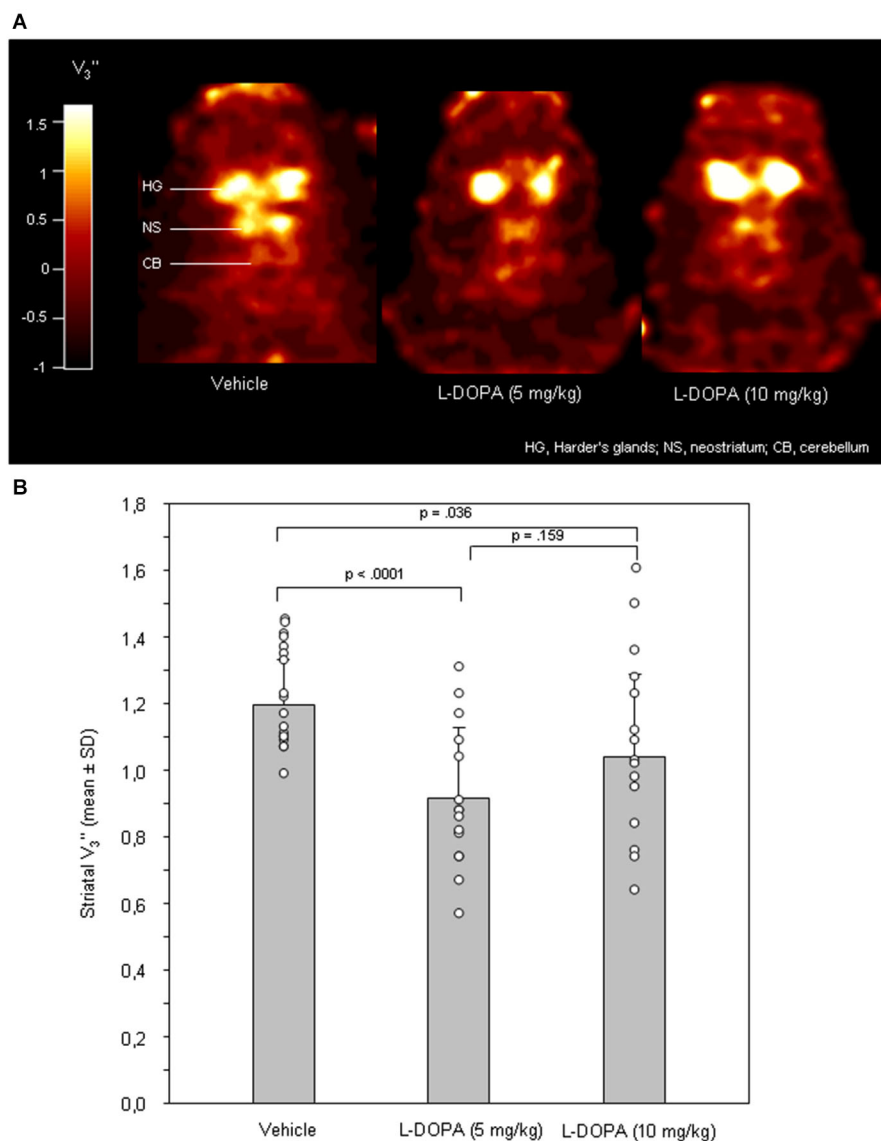 A
V₃"
1.5
1
0.5
0
-0.5
-1
HG
NS
CB
Vehicle
L-DOPA (5 mg/kg)
L-DOPA (10 mg/kg)
HG, Harder's glands; NS, neostriatum; CB, cerebellum
B
Striatal V₃" (mean ± SD)
1,8
1,6
1,4
1,2
1,0
0,8
0,6
0,4
0,2
0,0
p = .036
p = .159
p < .0001
Vehicle
L-DOPA (5 mg/kg)
L-DOPA (10 mg/kg)